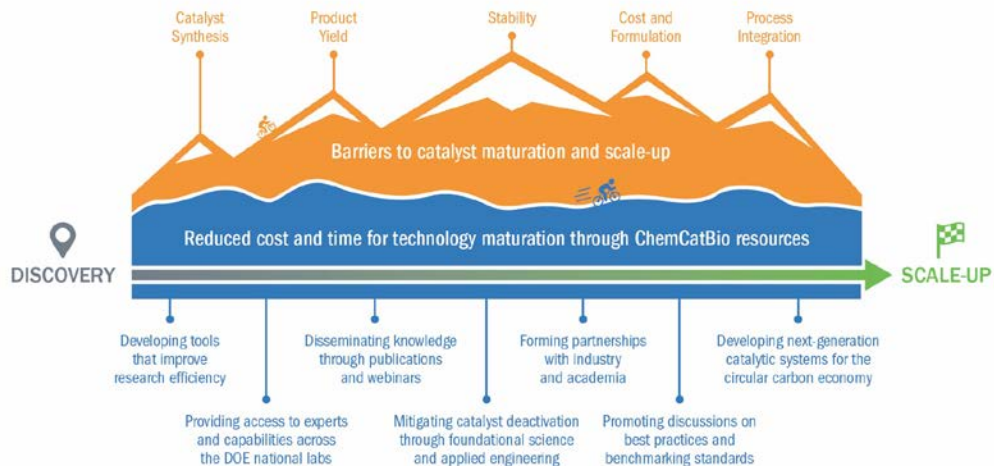 Catalyst
Synthesis
Product
Yield
Stability
Cost and
Formulation
Process
Integration
Barriers to catalyst maturation and scale-up
Reduced cost and time for technology maturation through ChemCatBio resources
DISCOVERY
SCALE-UP
Developing tools
that improve
research efficiency
Disseminating knowledge
through publications
and webinars
Forming partnerships
with industry
and academia
Developing next-generation
catalytic systems for the
circular carbon economy
Providing access to experts
and capabilities across
the DOE national labs
Mitigating catalyst deactivation
through foundational science
and applied engineering
Promoting discussions on
best practices and
benchmarking standards